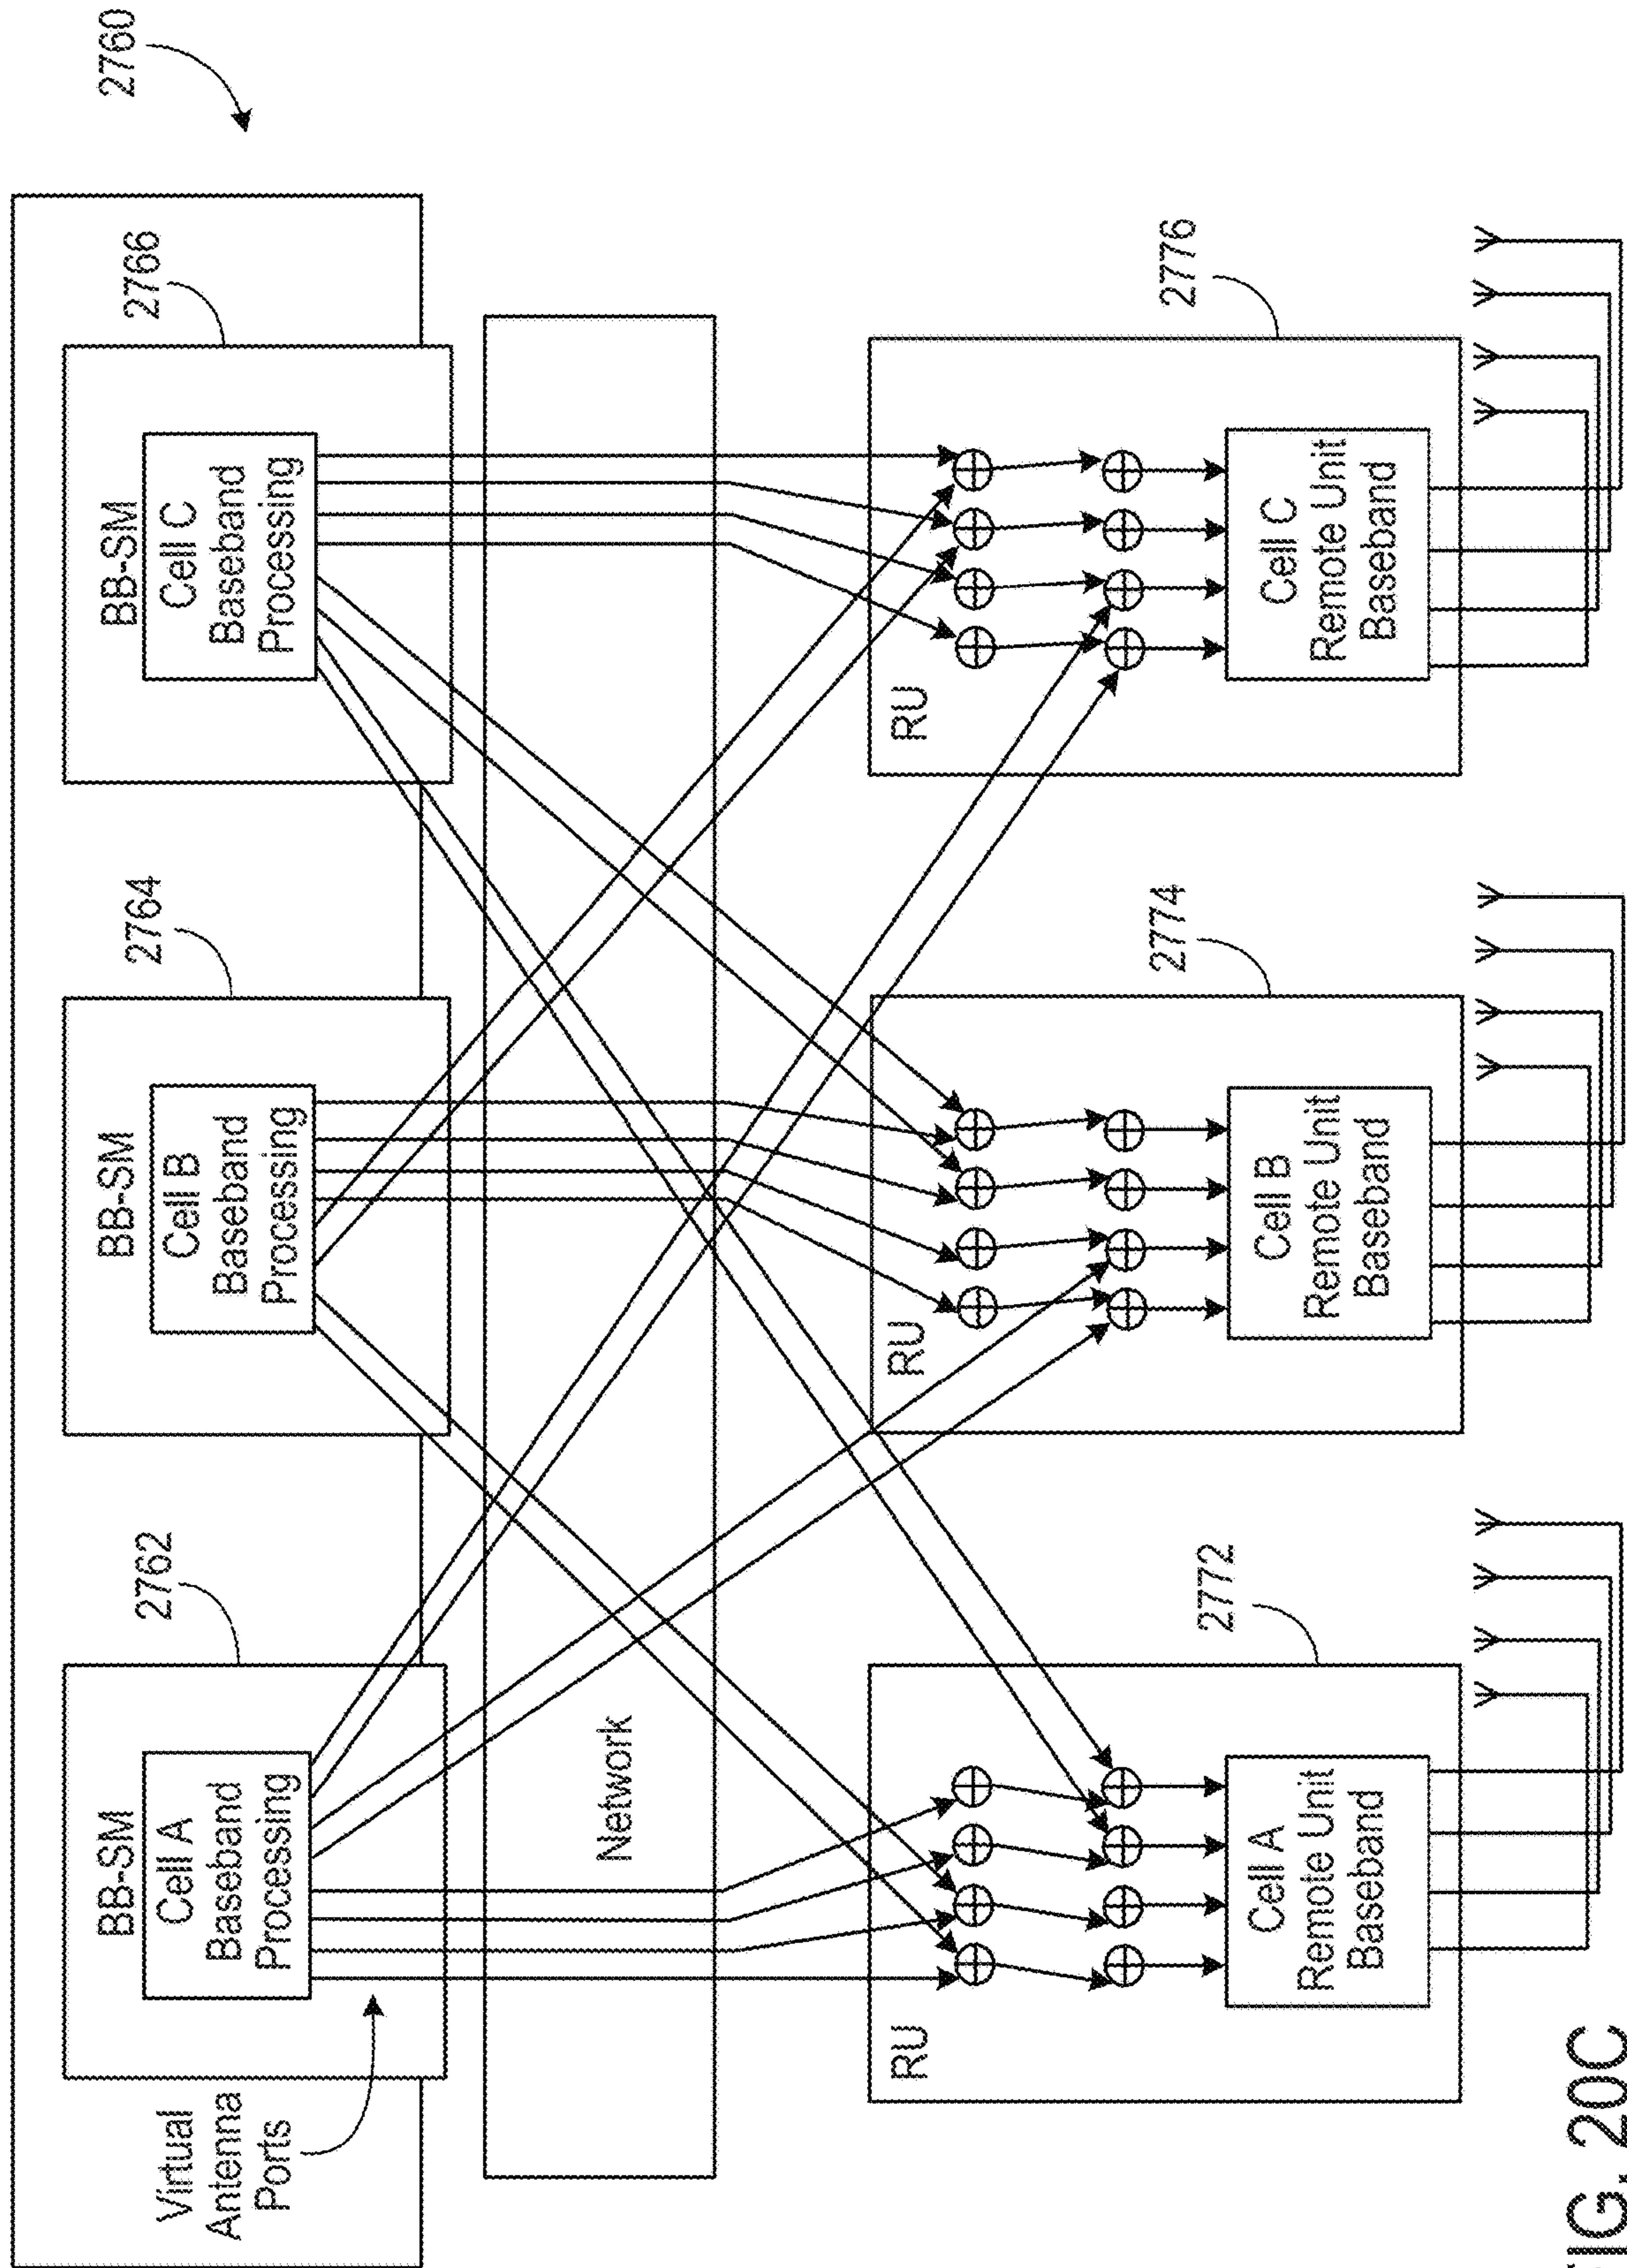 2760
2762
2764
2766
BB-SM
Cell A
Baseband
Processing
BB-SM
Cell B
Baseband
Processing
BB-SM
Cell C
Baseband
Processing
Virtual
Antenna
Ports
Network
RU
2772
Cell A
Remote Unit
Baseband
RU
2774
Cell B
Remote Unit
Baseband
RU
2776
Cell C
Remote Unit
Baseband
FIG. 20C